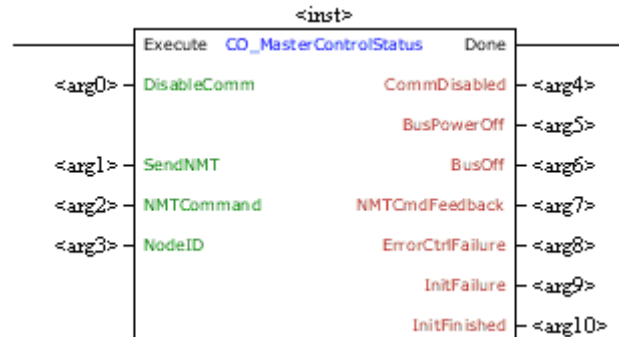 <inst>
Execute CO_MasterControlStatus Done
<arg0> DisableComm CommDisabled <arg4>
BusPowerOff <arg5>
<arg1> SendNMT BusOff <arg6>
<arg2> NMTCommand NMTCmdFeedback <arg7>
<arg3> NodeID ErrorCtrlFailure <arg8>
InitFailure <arg9>
InitFinished <arg10>